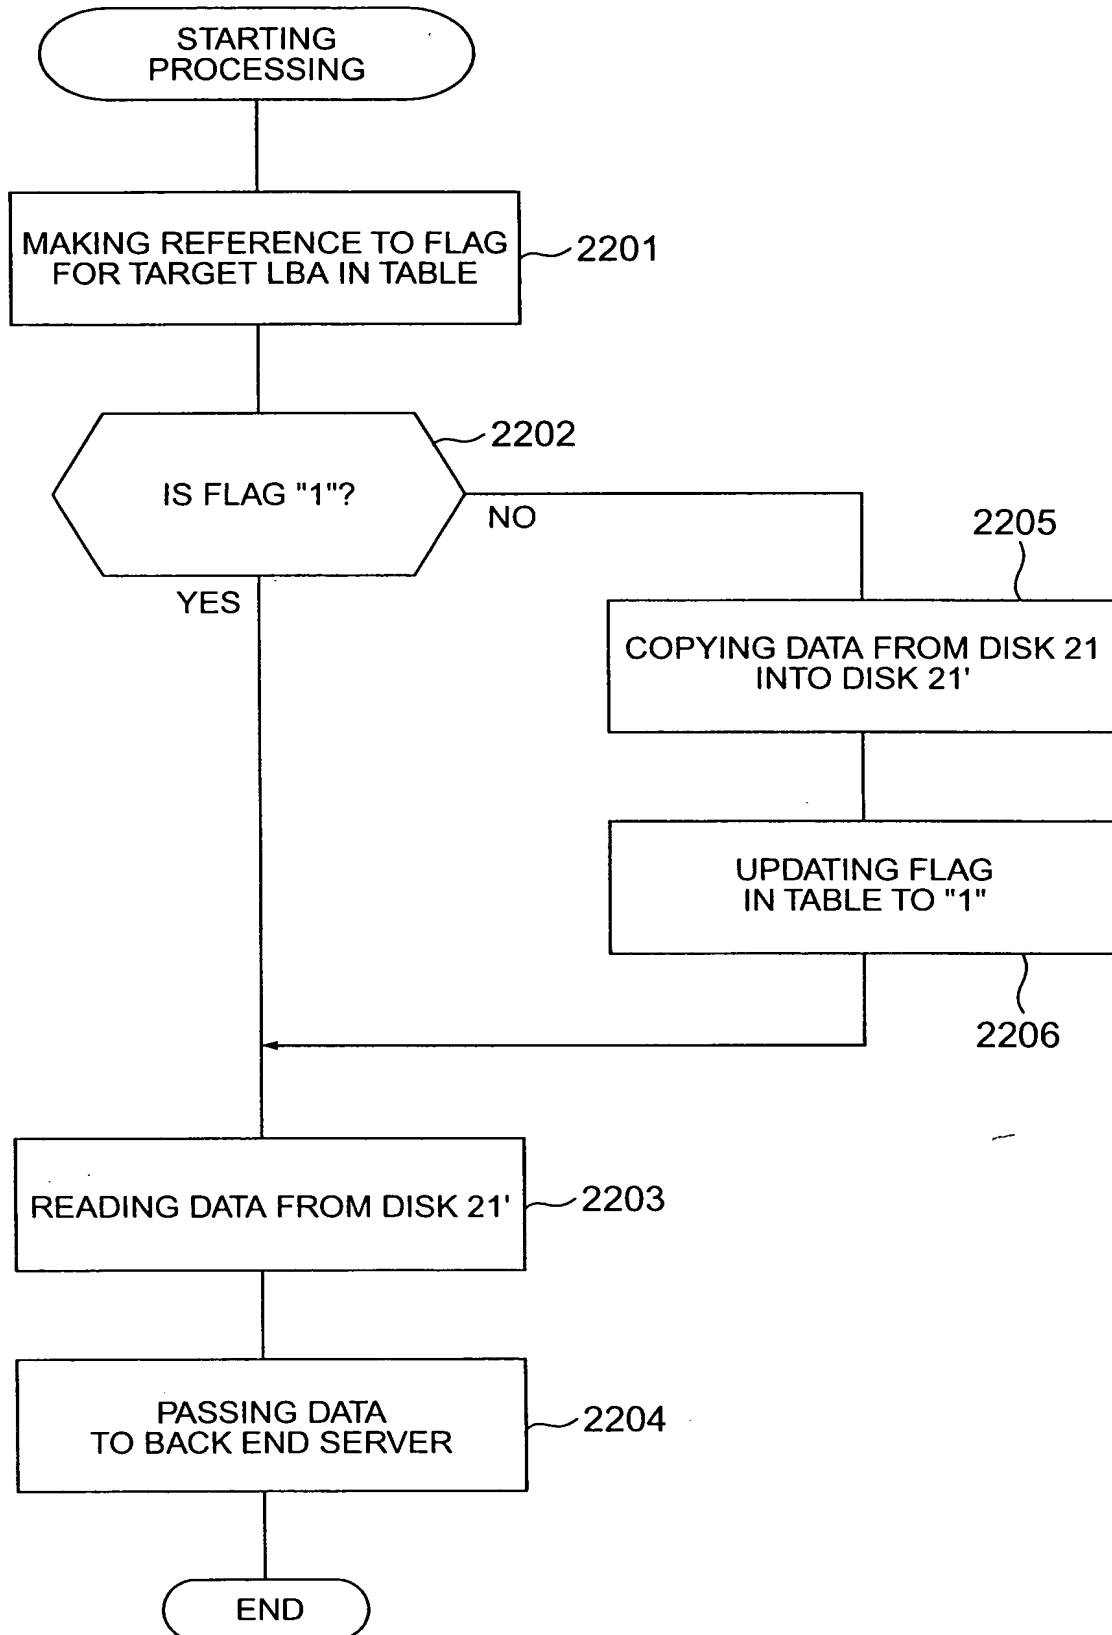 STARTING
PROCESSING
MAKING REFERENCE TO FLAG
FOR TARGET LBA IN TABLE
2201
2202
IS FLAG "1"?
NO
YES
2205
COPYING DATA FROM DISK 21
INTO DISK 21'
UPDATING FLAG
IN TABLE TO "1"
2206
READING DATA FROM DISK 21'
2203
PASSING DATA
TO BACK END SERVER
2204
END